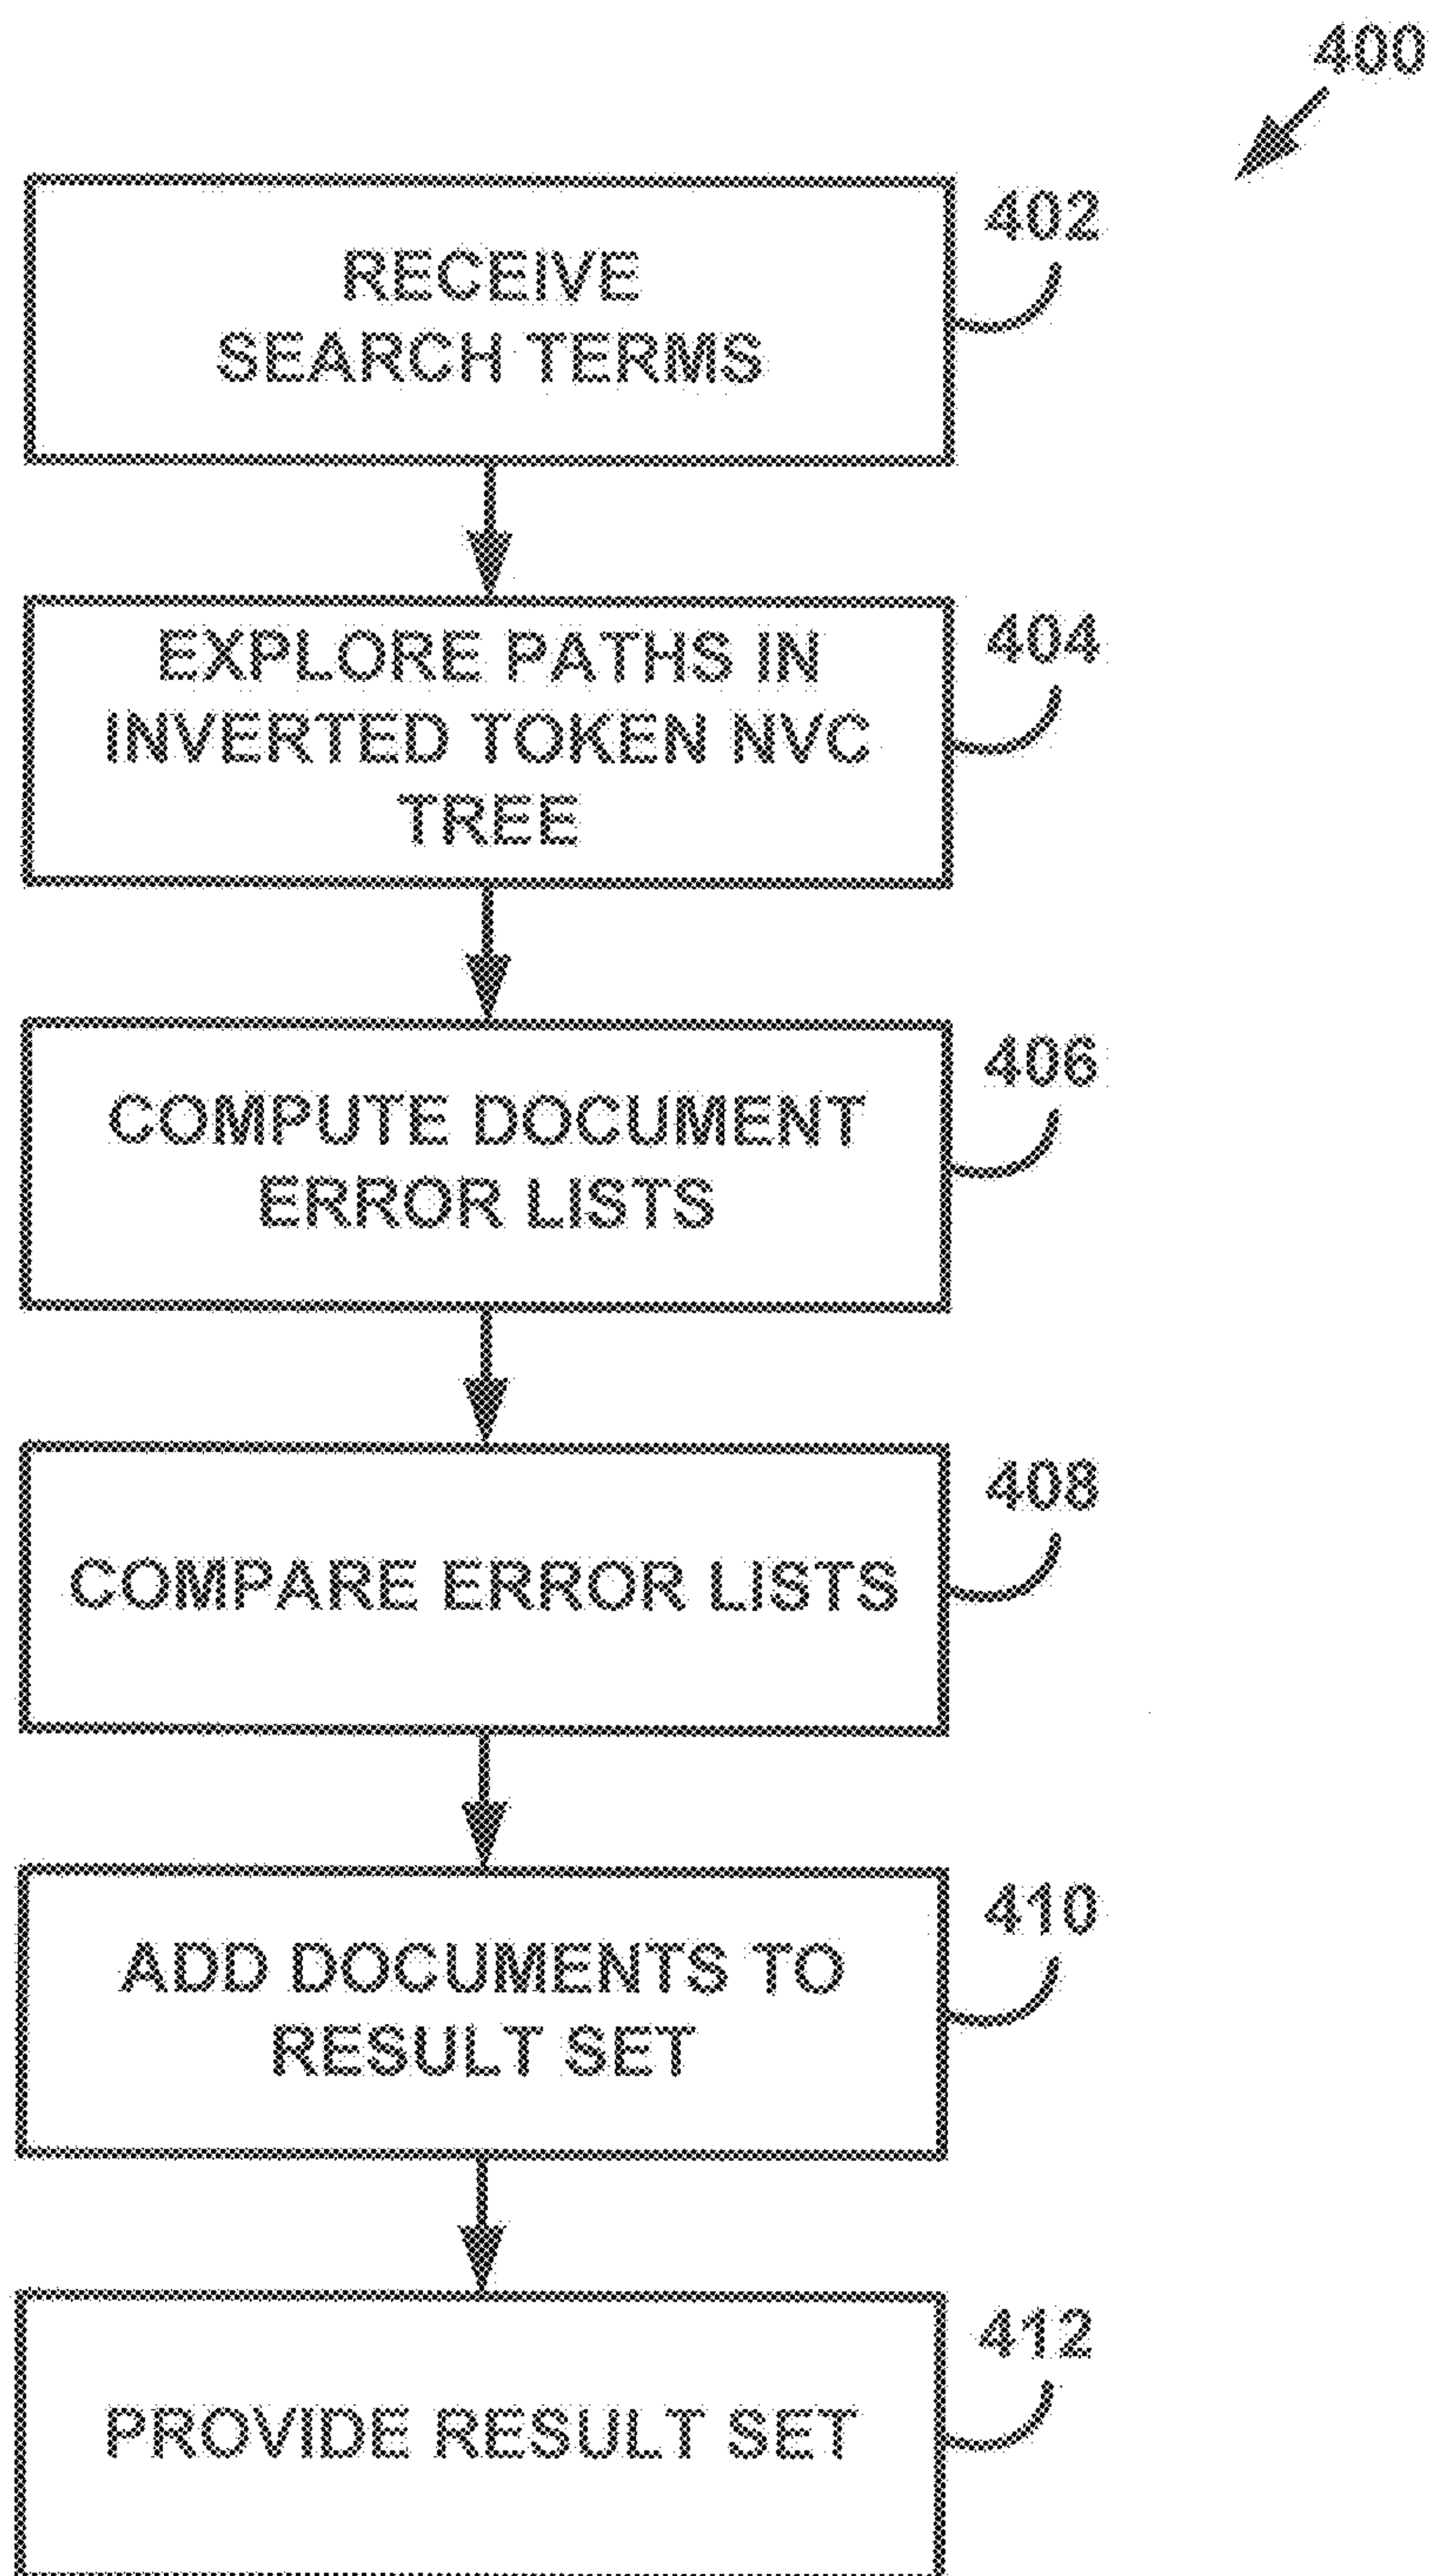 400
402
RECEIVE
SEARCH TERMS
404
EXPLORE PATHS IN
INVERTED TOKEN NVC
TREE
406
COMPUTE DOCUMENT
ERROR LISTS
408
COMPARE ERROR LISTS
410
ADD DOCUMENTS TO
RESULT SET
412
PROVIDE RESULT SET